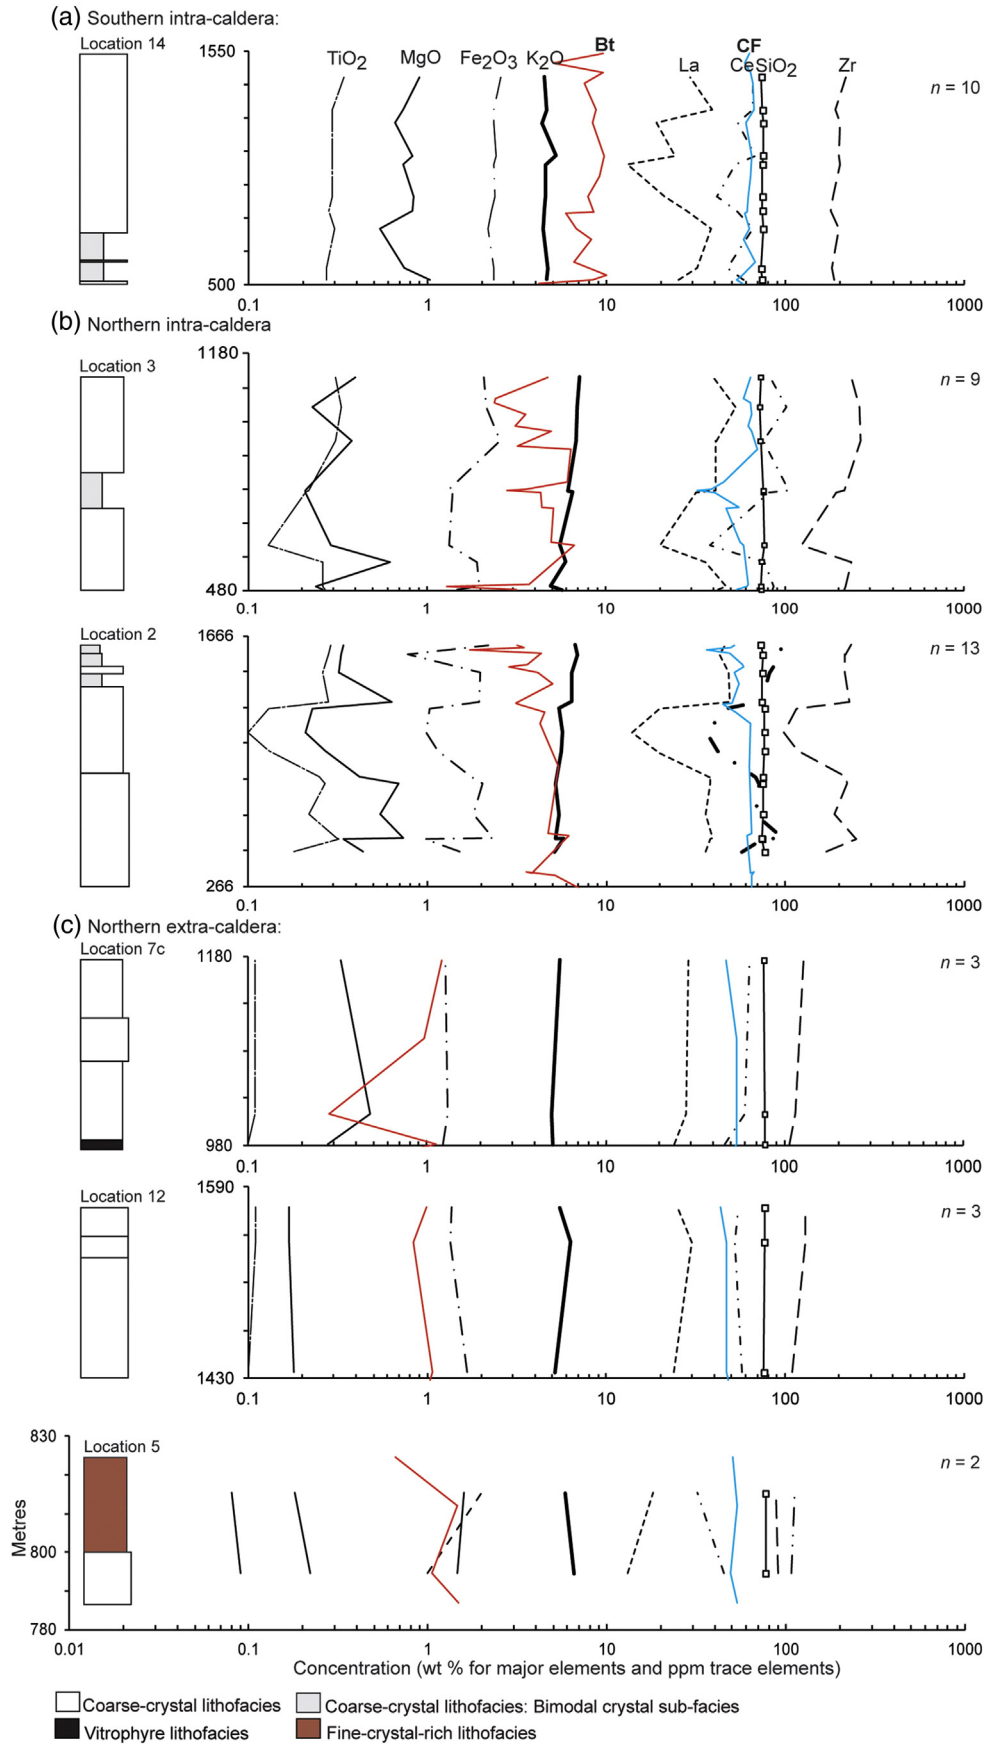 (a) Southern intra-caldera:
Location 14
1550
TiO2 MgO Fe2O3 K2O Bt La CF CeSiO2 Zr
n = 10
500
0.1 1 10 100 1000
(b) Northern intra-caldera
1180
Location 3
n = 9
480
0.1 1 10 100 1000
Location 2
1666
n = 13
266
0.1 1 10 100 1000
(c) Northern extra-caldera:
Location 7c
1180
n = 3
980
0.1 1 10 100 1000
Location 12
1590
n = 3
1430
0.1 1 10 100 1000
830
Location 5
n = 2
Metres
800
780
0.01 0.1 1 10 100 1000
Concentration (wt % for major elements and ppm trace elements)
Coarse-crystal lithofacies Coarse-crystal lithofacies: Bimodal crystal sub-facies
Vitrophyre lithofacies Fine-crystal-rich lithofacies